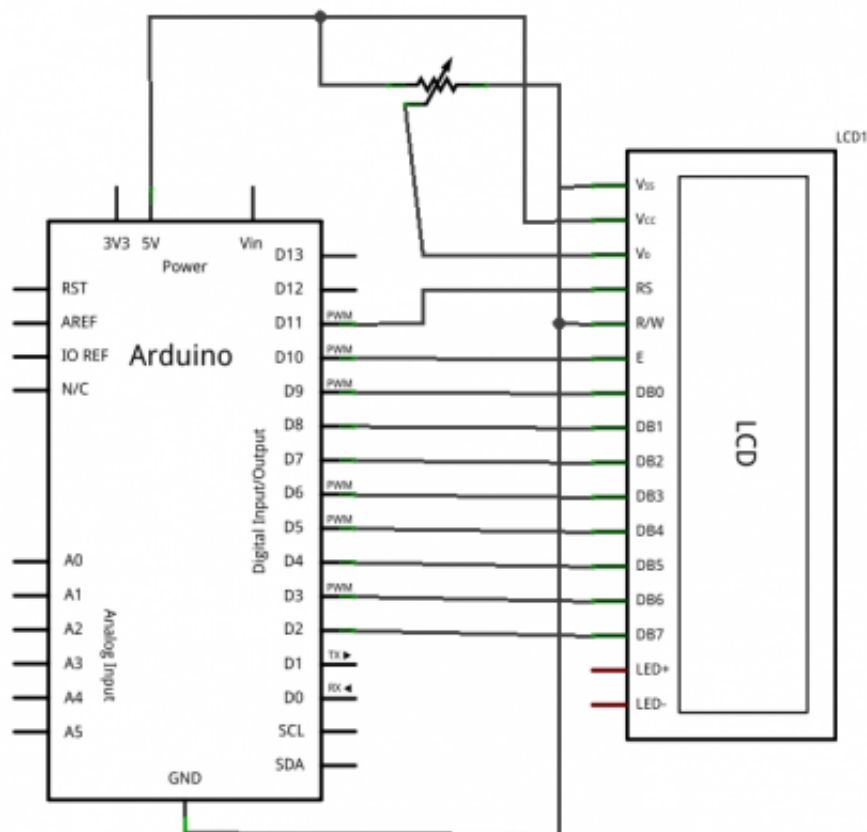 LCD1
3V3 5V Vin
Power
Arduino
RST
AREF
IO REF
N/C
A0
A1
A2
A3
A4
A5
Analog Input
D13
D12
D11 PWM
D10 PWM
D9 PWM
D8
D7
D6 PWM
D5 PWM
D4
D3 PWM
D2
D1 TX ▶
D0 RX ◀
SCL
SDA
Digital Input/Output
GND
Vss
Vcc
V₀
RS
R/W
E
DB0
DB1
DB2
DB3
DB4
DB5
DB6
DB7
LED+
LED-
LCD